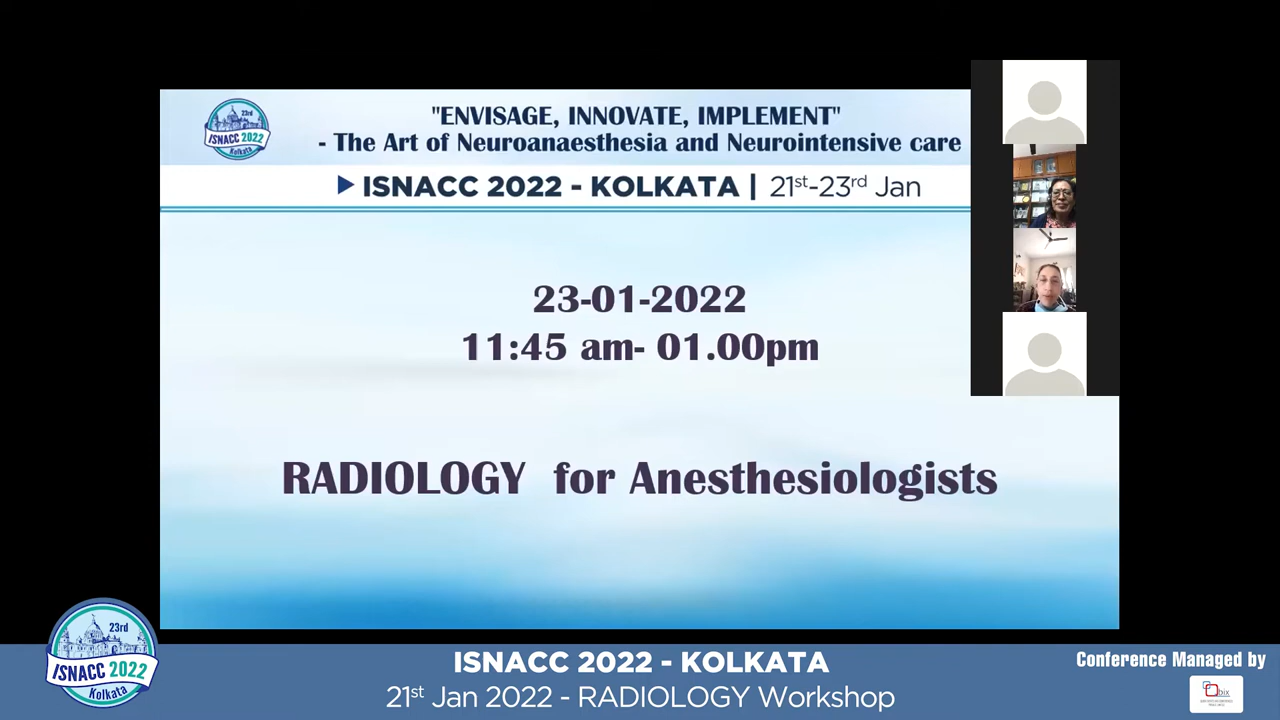 "ENVISAGE, INNOVATE, IMPLEMENT"
- The Art of Neuroanaesthesia and Neurointensive care
ISNACC 2022 - KOLKATA | 21st-23rd Jan
23rd
ISNACC 2022
Kolkata
23-01-2022
11:45 am- 01.00pm
RADIOLOGY for Anesthesiologists
23rd
ISNACC 2022
Kolkata
ISNACC 2022 - KOLKATA
21st Jan 2022 - RADIOLOGY Workshop
Conference Managed by
bix